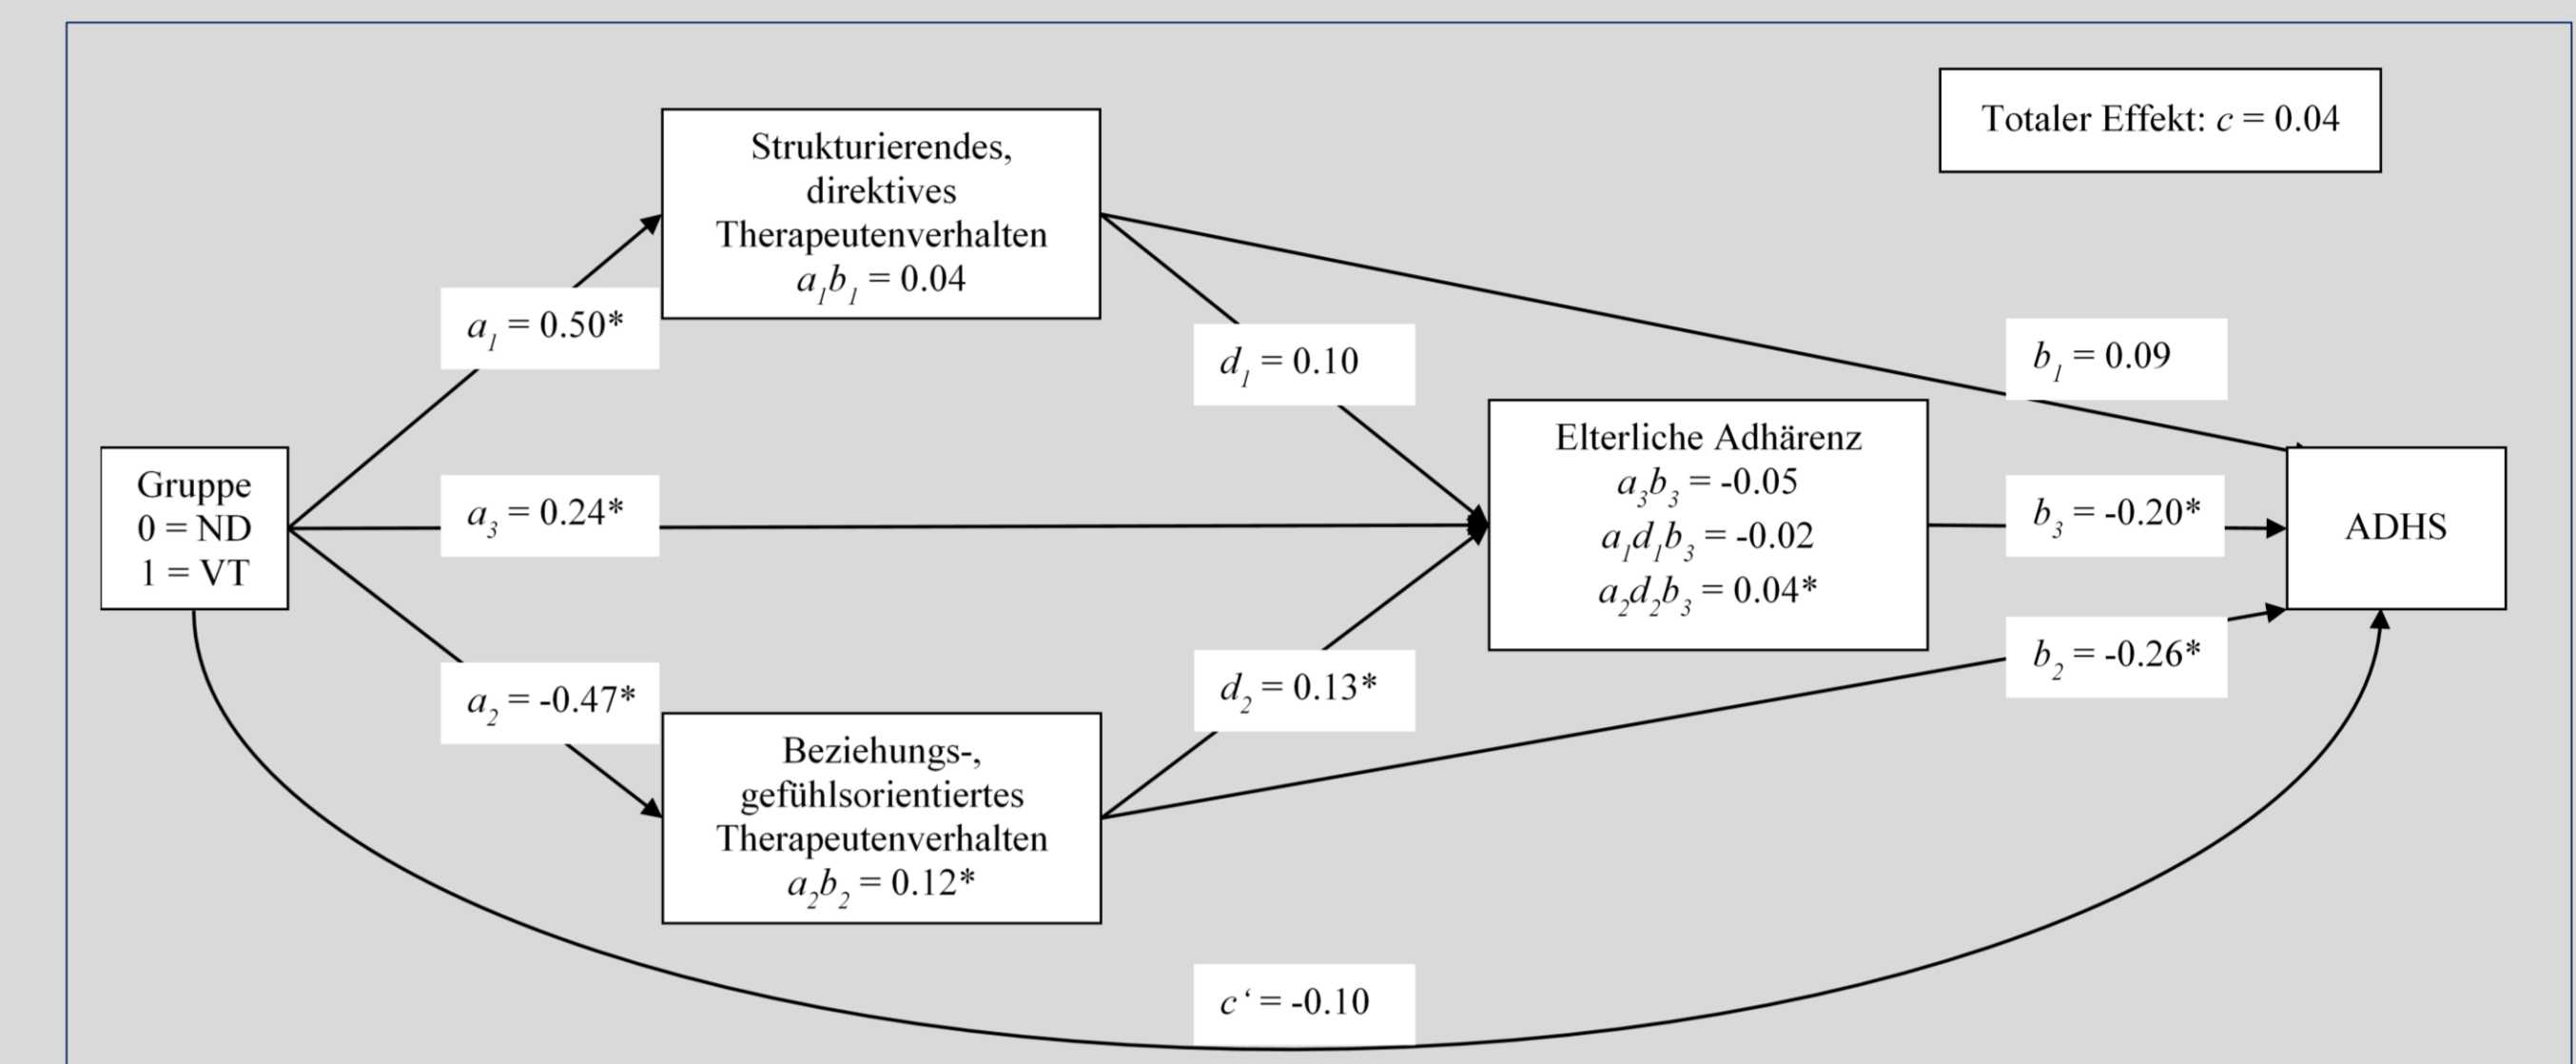 Totaler Effekt: c = 0.04
Strukturierendes,
direktives
Therapeutenverhalten
a₁b₁ = 0.04
a₁ = 0.50*
d₁ = 0.10
b₁ = 0.09
Gruppe
0 = ND
1 = VT
a₃ = 0.24*
Elterliche Adhärenz
a₃b₃ = -0.05
a₁d₁b₃ = -0.02
a₂d₂b₃ = 0.04*
b₃ = -0.20*
ADHS
a₂ = -0.47*
d₂ = 0.13*
b₂ = -0.26*
Beziehungs-,
gefühlsorientiertes
Therapeutenverhalten
a₂b₂ = 0.12*
c‘ = -0.10